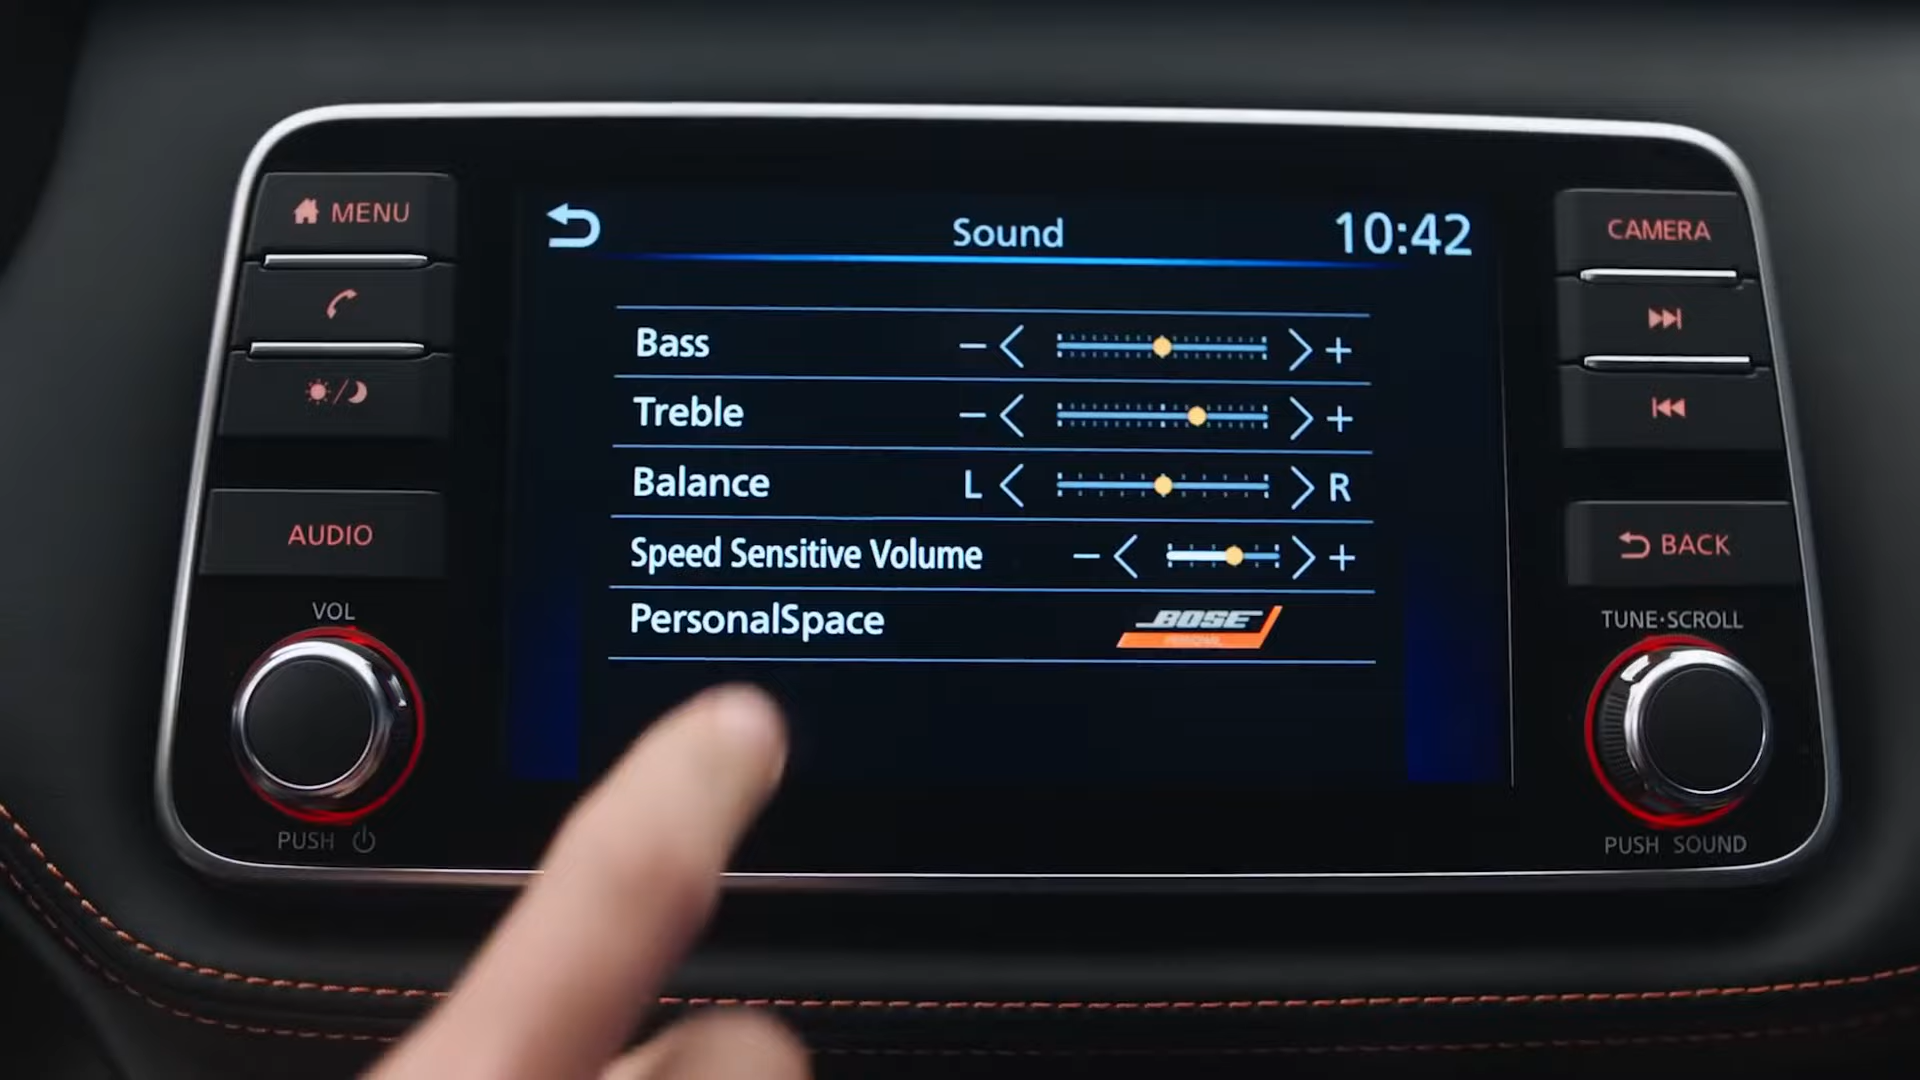 MENU
AUDIO
VOL
PUSH
Sound 10:42
Bass - +
Treble - +
Balance L R
Speed Sensitive Volume - +
PersonalSpace BOSE
PERSONAL
CAMERA
BACK
TUNE·SCROLL
PUSH SOUND